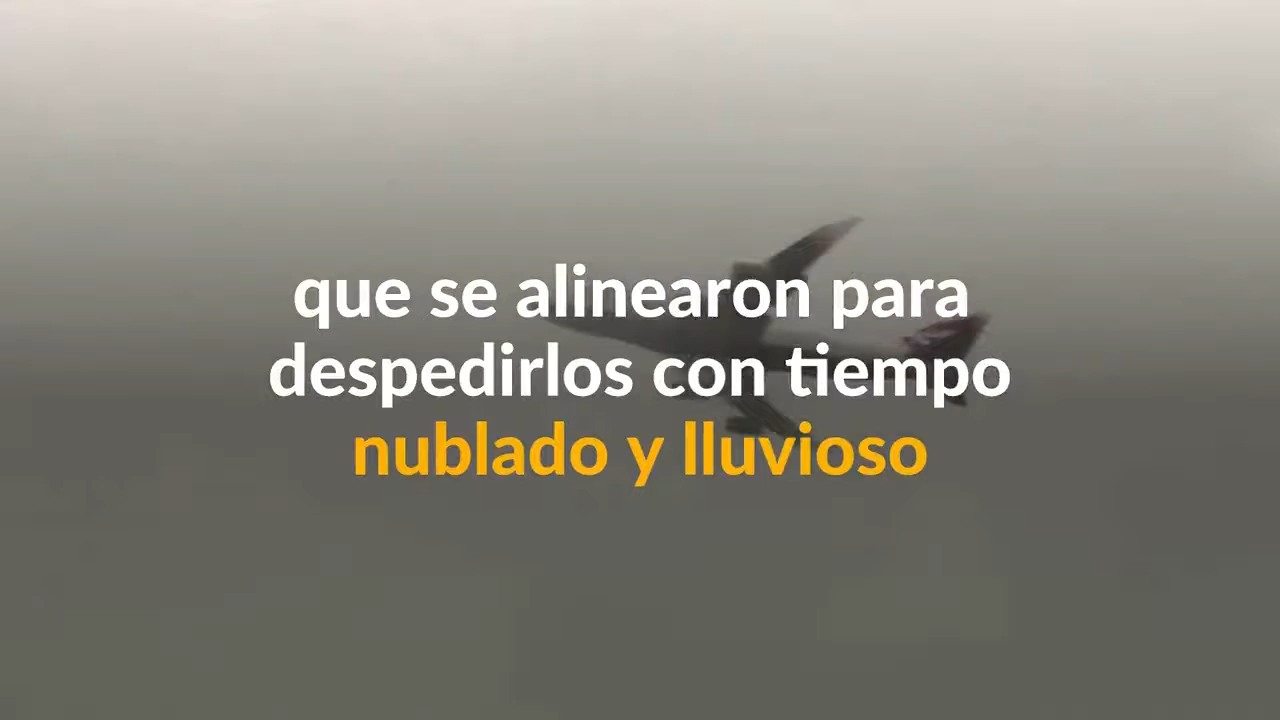 que se alinearon para
despedirlos con tiempo
nublado y lluvioso